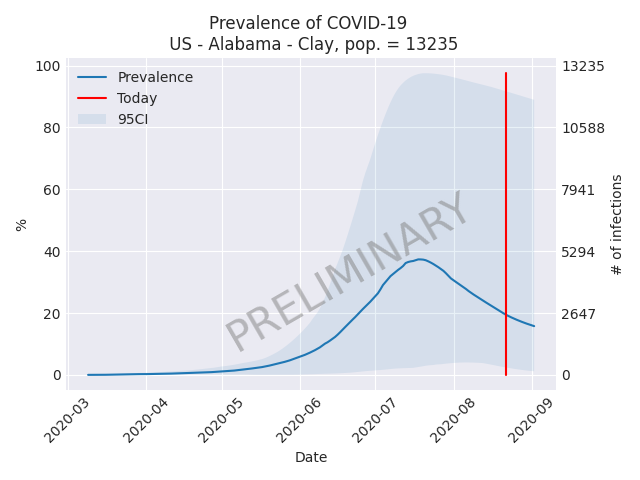 Prevalence of COVID-19
US - Alabama - Clay, pop. = 13235
Prevalence
Today
95CI
100
80
60
40
20
0
%
13235
10588
7941
5294
2647
0
# of infections
PRELIMINARY
2020-03
2020-04
2020-05
2020-06
2020-07
2020-08
2020-09
Date